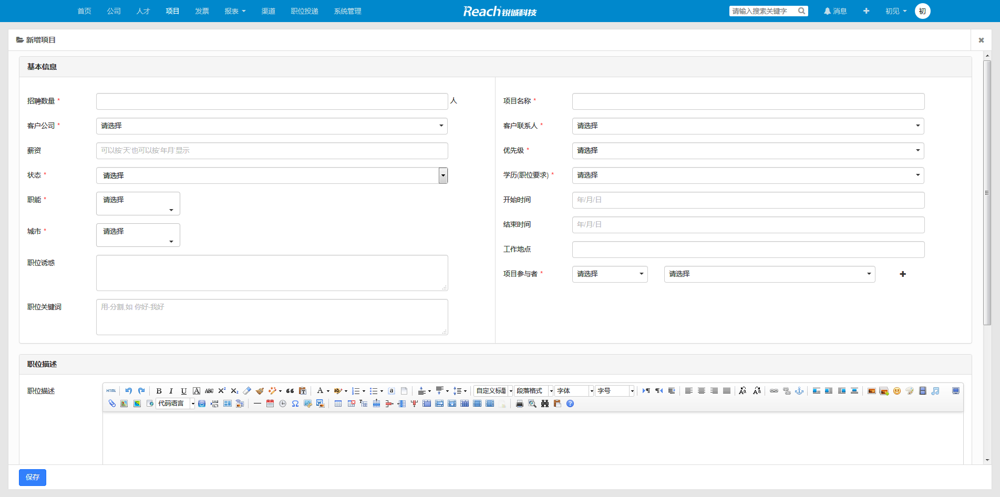 首页 公司 人才 项目 发票 报表 渠道 职位投递 系统管理 Reach 锐诚科技 请输入搜索关键字 消息 初见 初
新增项目
基本信息
招聘数量 * 人
客户公司 * 请选择
薪资 可以按'天'也可以按'年月'显示
状态 * 请选择
职能 * 请选择
城市 * 请选择
职位诱惑
职位关键词 用-分割,如 你好-我好
项目名称 *
客户联系人 * 请选择
优先级 * 请选择
学历(职位要求) * 请选择
开始时间 年/月/日
结束时间 年/月/日
工作地点
项目参与者 * 请选择 请选择
职位描述
职位描述
HTML B I U A ABC X² X₂ A 自定义标题 段落格式 字体 字号
代码语言
保存